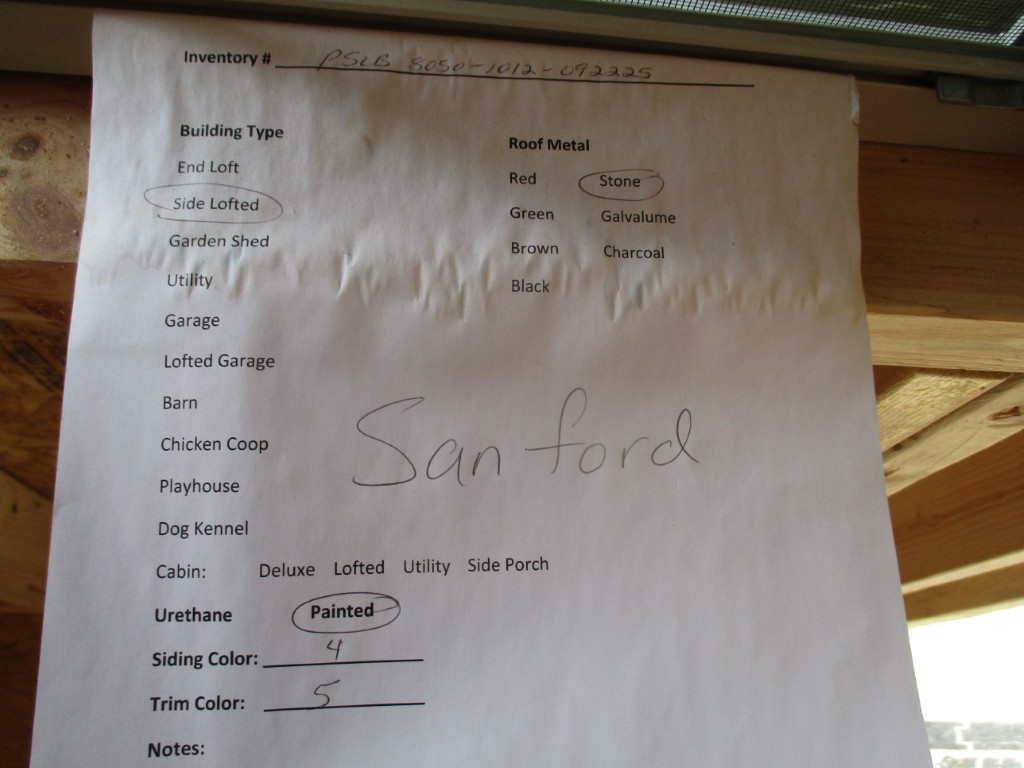 Inventory # PSLB 8050-1012-092225
Building Type
End Loft
Side Lofted
Garden Shed
Utility
Garage
Lofted Garage
Barn
Chicken Coop
Playhouse
Dog Kennel
Cabin: Deluxe Lofted Utility Side Porch
Roof Metal
Red Stone
Green Galvalume
Brown Charcoal
Black
Sanford
Urethane Painted
Siding Color: 4
Trim Color: 5
Notes: